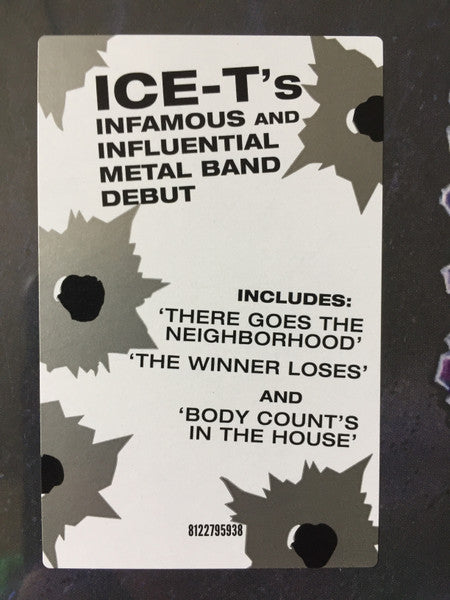 ICE-T's
INFAMOUS AND
INFLUENTIAL
METAL BAND
DEBUT
INCLUDES:
'THERE GOES THE
NEIGHBORHOOD'
'THE WINNER LOSES'
AND
'BODY COUNT'S
IN THE HOUSE'
8122795938